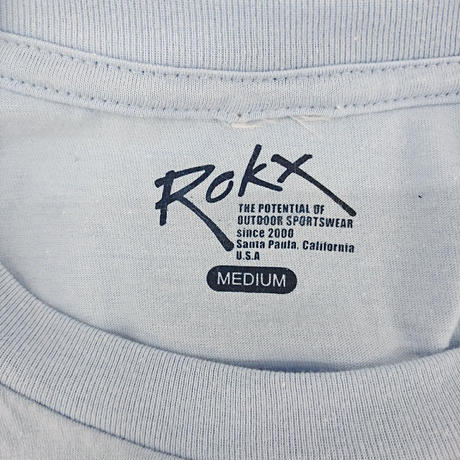 Rokx
THE POTENTIAL OF
OUTDOOR SPORTSWEAR
since 2000
Santa Paula, California
U.S.A
MEDIUM